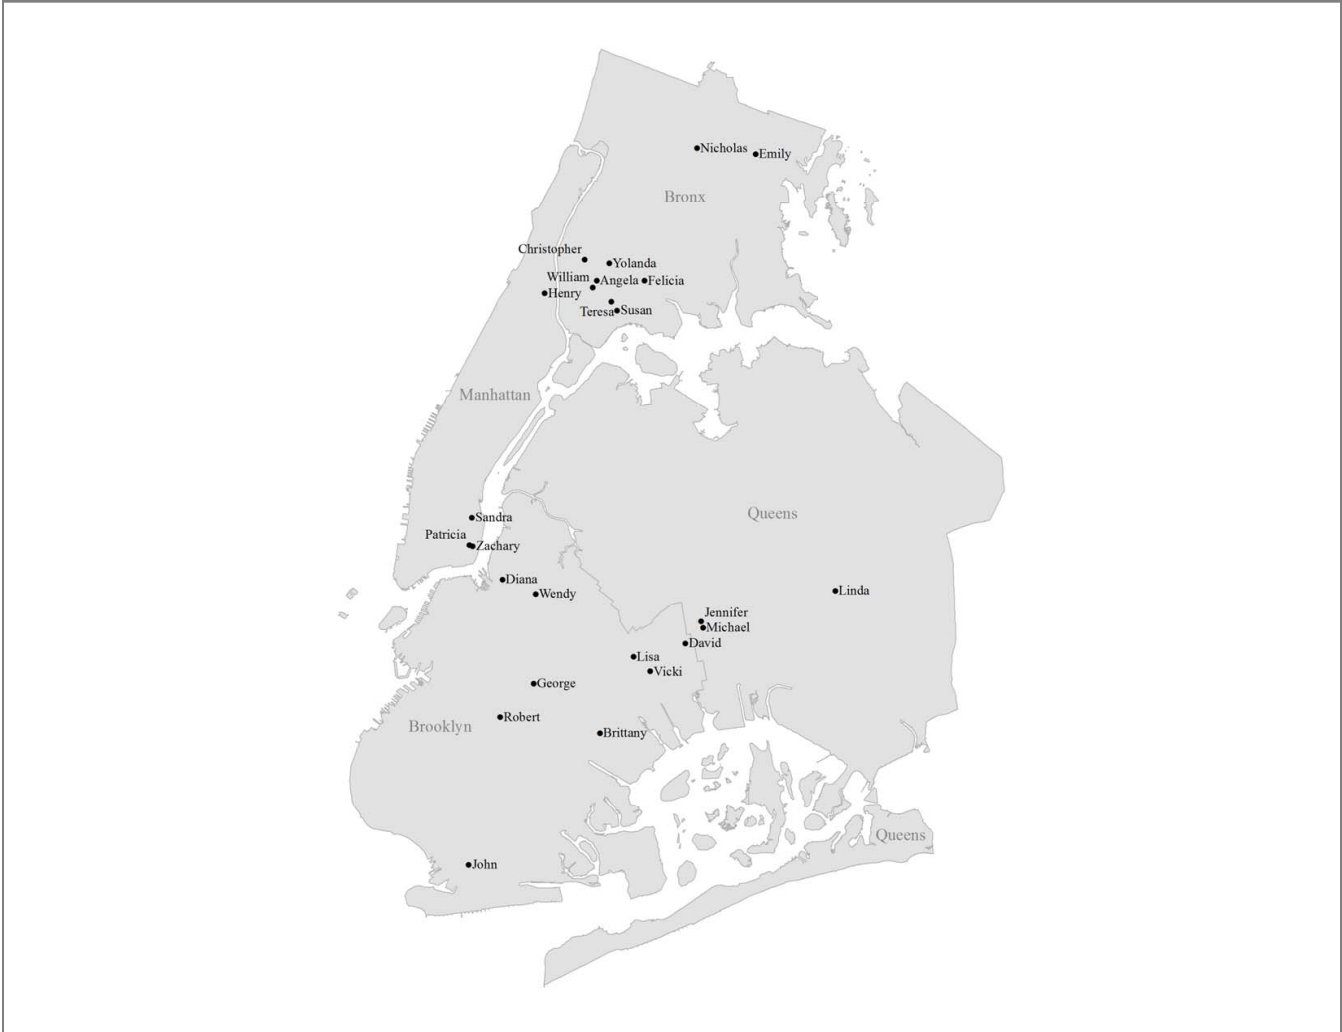 Nicholas
Emily
Bronx
Christopher
Yolanda
William
Angela
Felicia
Henry
Teresa
Susan
Manhattan
Sandra
Queens
Patricia
Zachary
Diana
Wendy
Linda
Jennifer
Michael
David
Lisa
Vicki
George
Robert
Brooklyn
Brittany
Queens
John